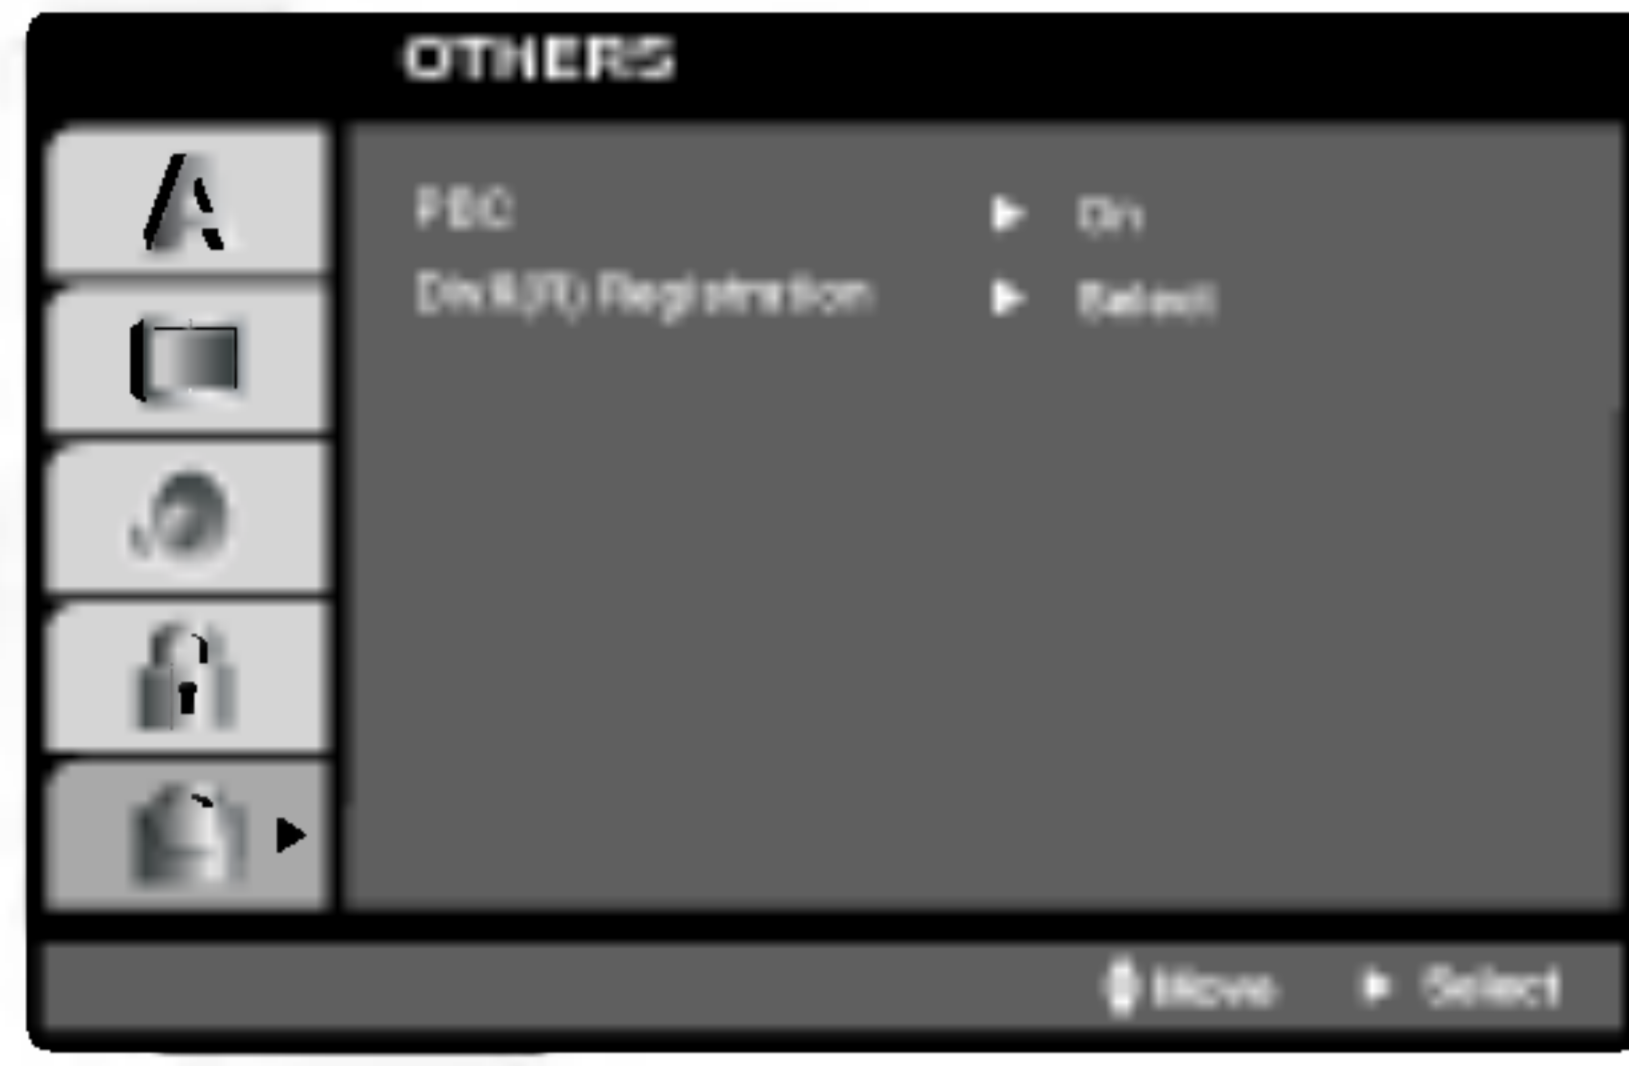 OTHERS
PBC ► On
DivX(R) Registration ► Select
Move ► Select